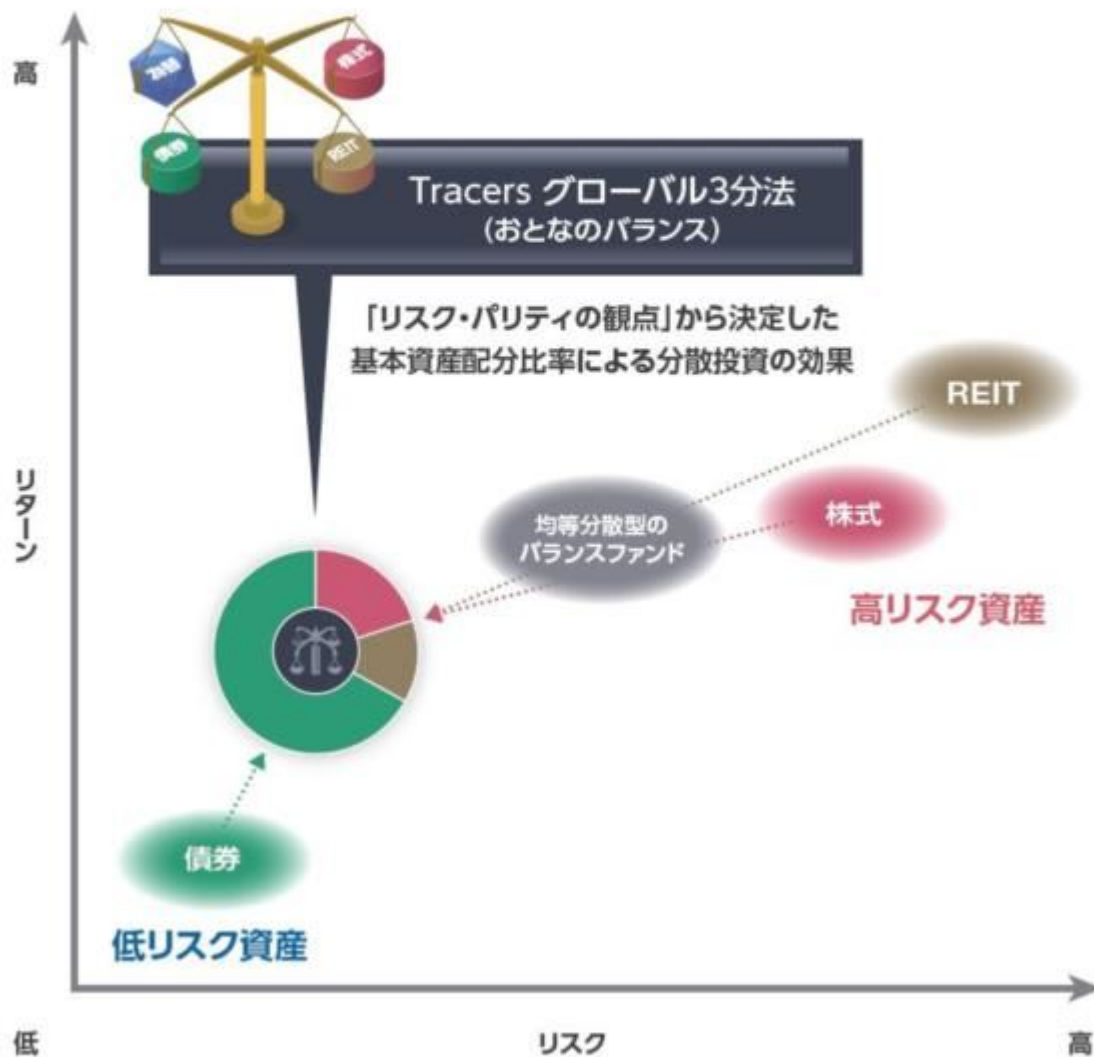 高
為替
株式
債券
REIT
Tracers グローバル3分法
(おとなのバランス)
「リスク・パリティの観点」から決定した
基本資産配分比率による分散投資の効果
REIT
株式
均等分散型の
バランスファンド
高リスク資産
リターン
債券
低リスク資産
低
リスク
高